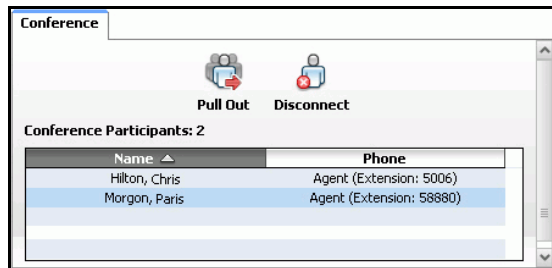 Conference
Pull Out Disconnect
Conference Participants: 2
Name Phone
Hilton, Chris Agent (Extension: 5006)
Morgon, Paris Agent (Extension: 58880)